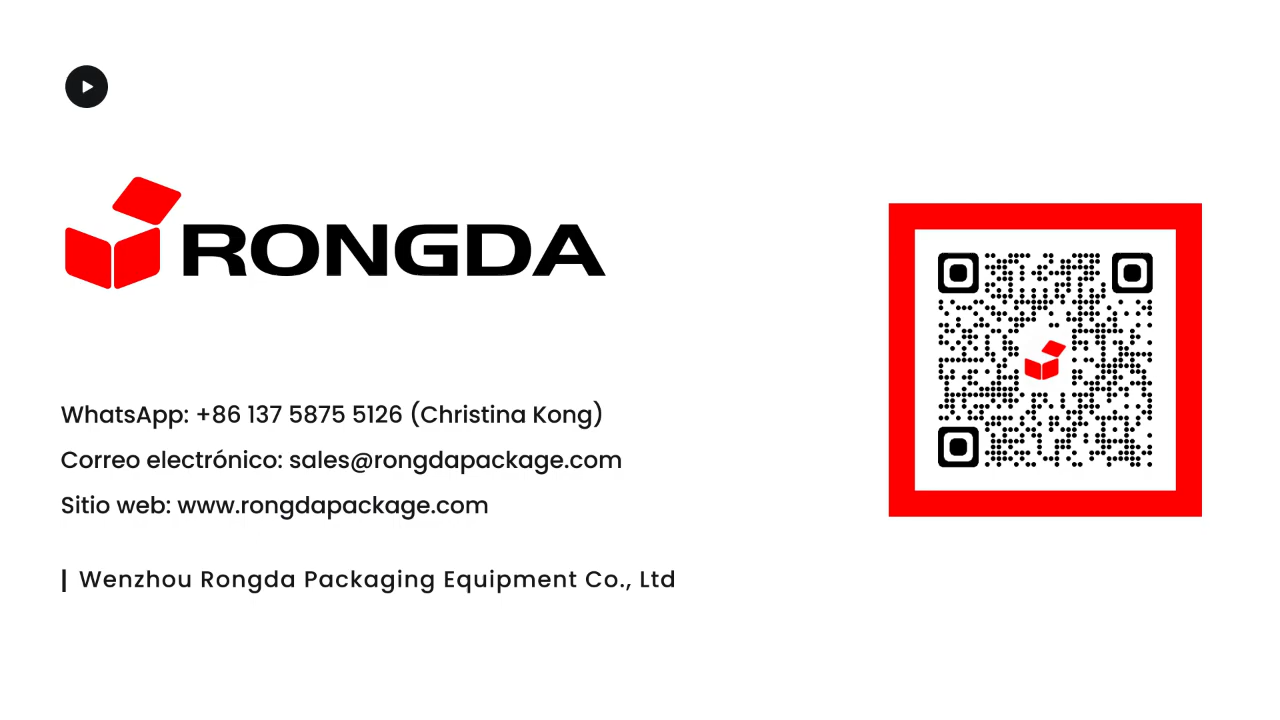 RONGDA
WhatsApp: +86 137 5875 5126 (Christina Kong)
Correo electrónico: sales@rongdapackage.com
Sitio web: www.rongdapackage.com
| Wenzhou Rongda Packaging Equipment Co., Ltd